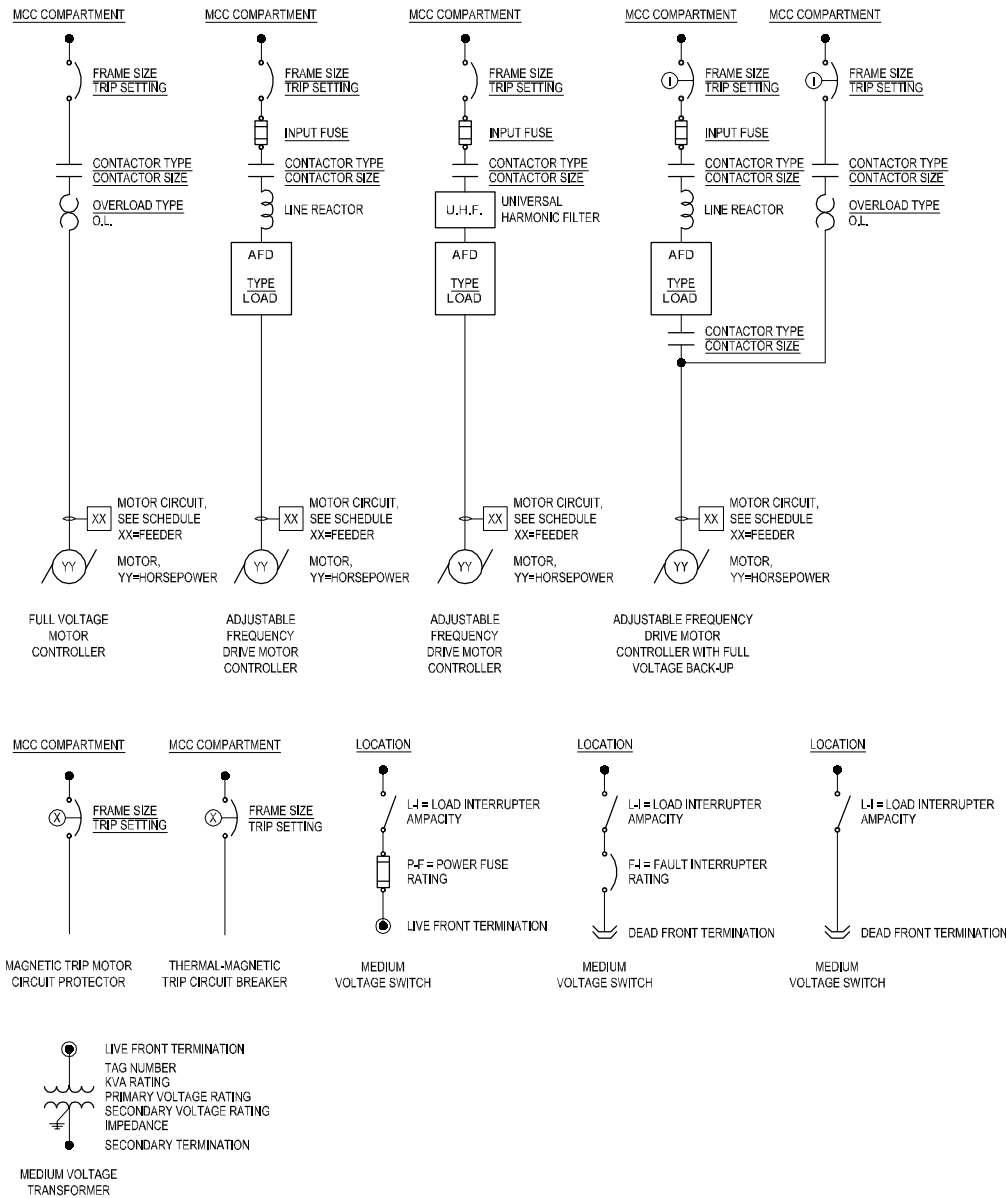 MCC COMPARTMENT
FRAME SIZE
TRIP SETTING
CONTACTOR TYPE
CONTACTOR SIZE
OVERLOAD TYPE
O.L.
XX
MOTOR CIRCUIT,
SEE SCHEDULE
XX=FEEDER
YY
MOTOR,
YY=HORSEPOWER
FULL VOLTAGE
MOTOR
CONTROLLER
MCC COMPARTMENT
FRAME SIZE
TRIP SETTING
INPUT FUSE
CONTACTOR TYPE
CONTACTOR SIZE
LINE REACTOR
AFD
TYPE
LOAD
XX
MOTOR CIRCUIT,
SEE SCHEDULE
XX=FEEDER
YY
MOTOR,
YY=HORSEPOWER
ADJUSTABLE
FREQUENCY
DRIVE MOTOR
CONTROLLER
MCC COMPARTMENT
FRAME SIZE
TRIP SETTING
INPUT FUSE
CONTACTOR TYPE
CONTACTOR SIZE
U.H.F.
UNIVERSAL
HARMONIC FILTER
AFD
TYPE
LOAD
XX
MOTOR CIRCUIT,
SEE SCHEDULE
XX=FEEDER
YY
MOTOR,
YY=HORSEPOWER
ADJUSTABLE
FREQUENCY
DRIVE MOTOR
CONTROLLER
MCC COMPARTMENT
I
FRAME SIZE
TRIP SETTING
INPUT FUSE
CONTACTOR TYPE
CONTACTOR SIZE
LINE REACTOR
AFD
TYPE
LOAD
CONTACTOR TYPE
CONTACTOR SIZE
MCC COMPARTMENT
I
FRAME SIZE
TRIP SETTING
CONTACTOR TYPE
CONTACTOR SIZE
OVERLOAD TYPE
O.L.
XX
MOTOR CIRCUIT,
SEE SCHEDULE
XX=FEEDER
YY
MOTOR,
YY=HORSEPOWER
ADJUSTABLE FREQUENCY
DRIVE MOTOR
CONTROLLER WITH FULL
VOLTAGE BACK-UP
MCC COMPARTMENT
X
FRAME SIZE
TRIP SETTING
MAGNETIC TRIP MOTOR
CIRCUIT PROTECTOR
MCC COMPARTMENT
X
FRAME SIZE
TRIP SETTING
THERMAL-MAGNETIC
TRIP CIRCUIT BREAKER
LOCATION
L-I = LOAD INTERRUPTER
AMPACITY
P-F = POWER FUSE
RATING
LIVE FRONT TERMINATION
MEDIUM
VOLTAGE SWITCH
LOCATION
L-I = LOAD INTERRUPTER
AMPACITY
F-I = FAULT INTERRUPTER
RATING
DEAD FRONT TERMINATION
MEDIUM
VOLTAGE SWITCH
LOCATION
L-I = LOAD INTERRUPTER
AMPACITY
DEAD FRONT TERMINATION
MEDIUM
VOLTAGE SWITCH
LIVE FRONT TERMINATION
TAG NUMBER
KVA RATING
PRIMARY VOLTAGE RATING
SECONDARY VOLTAGE RATING
IMPEDANCE
SECONDARY TERMINATION
MEDIUM VOLTAGE
TRANSFORMER